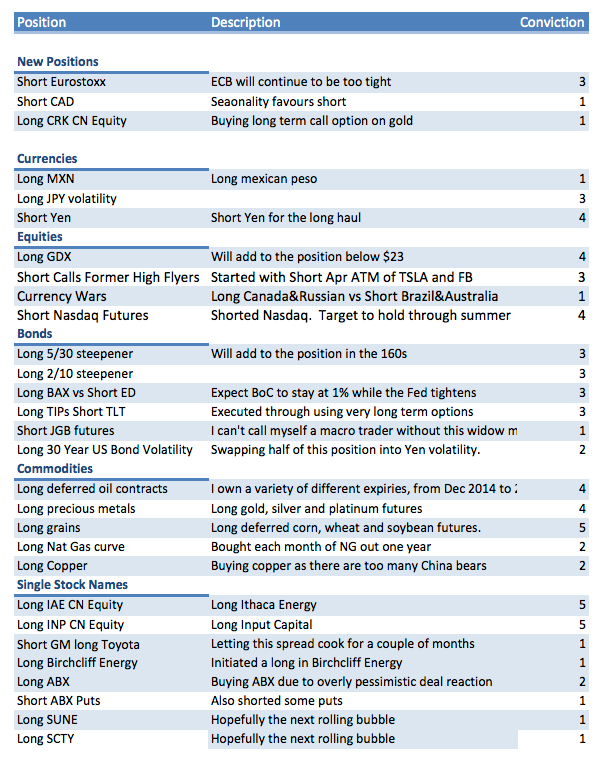 Position Description Conviction
New Positions
Short Eurostoxx ECB will continue to be too tight 3
Short CAD Seaonality favours short 1
Long CRK CN Equity Buying long term call option on gold 1
Currencies
Long MXN Long mexican peso 1
Long JPY volatility 3
Short Yen Short Yen for the long haul 4
Equities
Long GDX Will add to the position below $23 4
Short Calls Former High Flyers Started with Short Apr ATM of TSLA and FB 3
Currency Wars Long Canada&Russian vs Short Brazil&Australia 1
Short Nasdaq Futures Shorted Nasdaq. Target to hold through summer 4
Bonds
Long 5/30 steepener Will add to the position in the 160s 3
Long 2/10 steepener 3
Long BAX vs Short ED Expect BoC to stay at 1% while the Fed tightens 3
Long TIPs Short TLT Executed through using very long term options 3
Short JGB futures I can't call myself a macro trader without this widow m 1
Long 30 Year US Bond Volatility Swapping half of this position into Yen volatility. 2
Commodities
Long deferred oil contracts I own a variety of different expiries, from Dec 2014 to 4
Long precious metals Long gold, silver and platinum futures 4
Long grains Long deferred corn, wheat and soybean futures. 5
Long Nat Gas curve Bought each month of NG out one year 2
Long Copper Buying copper as there are too many China bears 2
Single Stock Names
Long IAE CN Equity Long Ithaca Energy 5
Long INP CN Equity Long Input Capital 5
Short GM long Toyota Letting this spread cook for a couple of months 1
Long Birchcliff Energy Initiated a long in Birchcliff Energy 1
Long ABX Buying ABX due to overly pessimistic deal reaction 2
Short ABX Puts Also shorted some puts 1
Long SUNE Hopefully the next rolling bubble 1
Long SCTY Hopefully the next rolling bubble 1